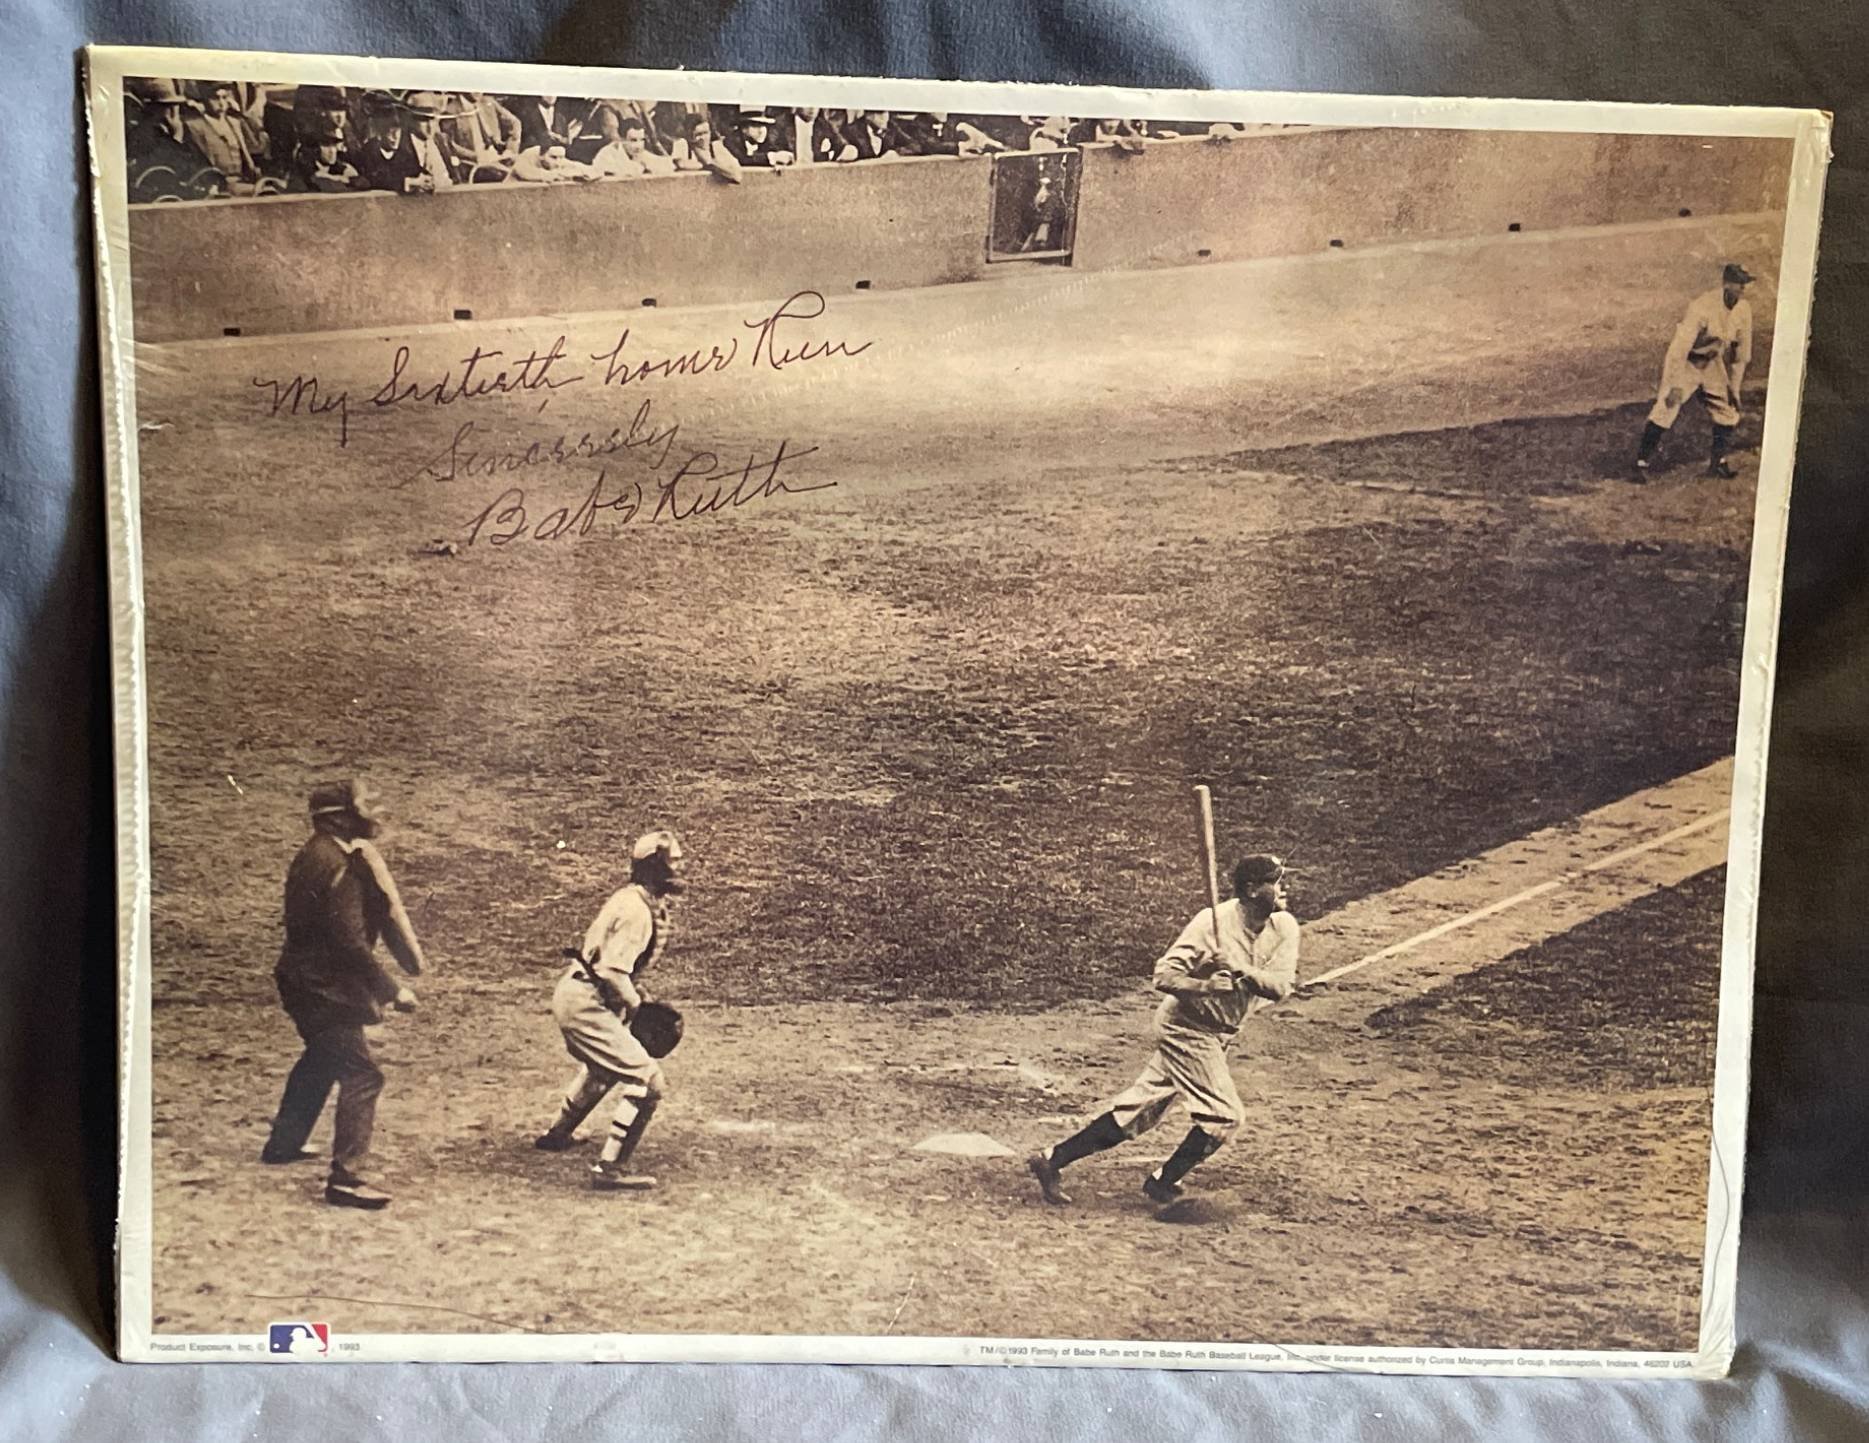 My Sixtieth home Run
Sincerely
Babe Ruth
Product Exposure, Inc. © , 1993
TM/© 1993 Family of Babe Ruth and the Babe Ruth Baseball League, Inc. under license authorized by Curtis Management Group, Indianapolis, Indiana, 46202 USA